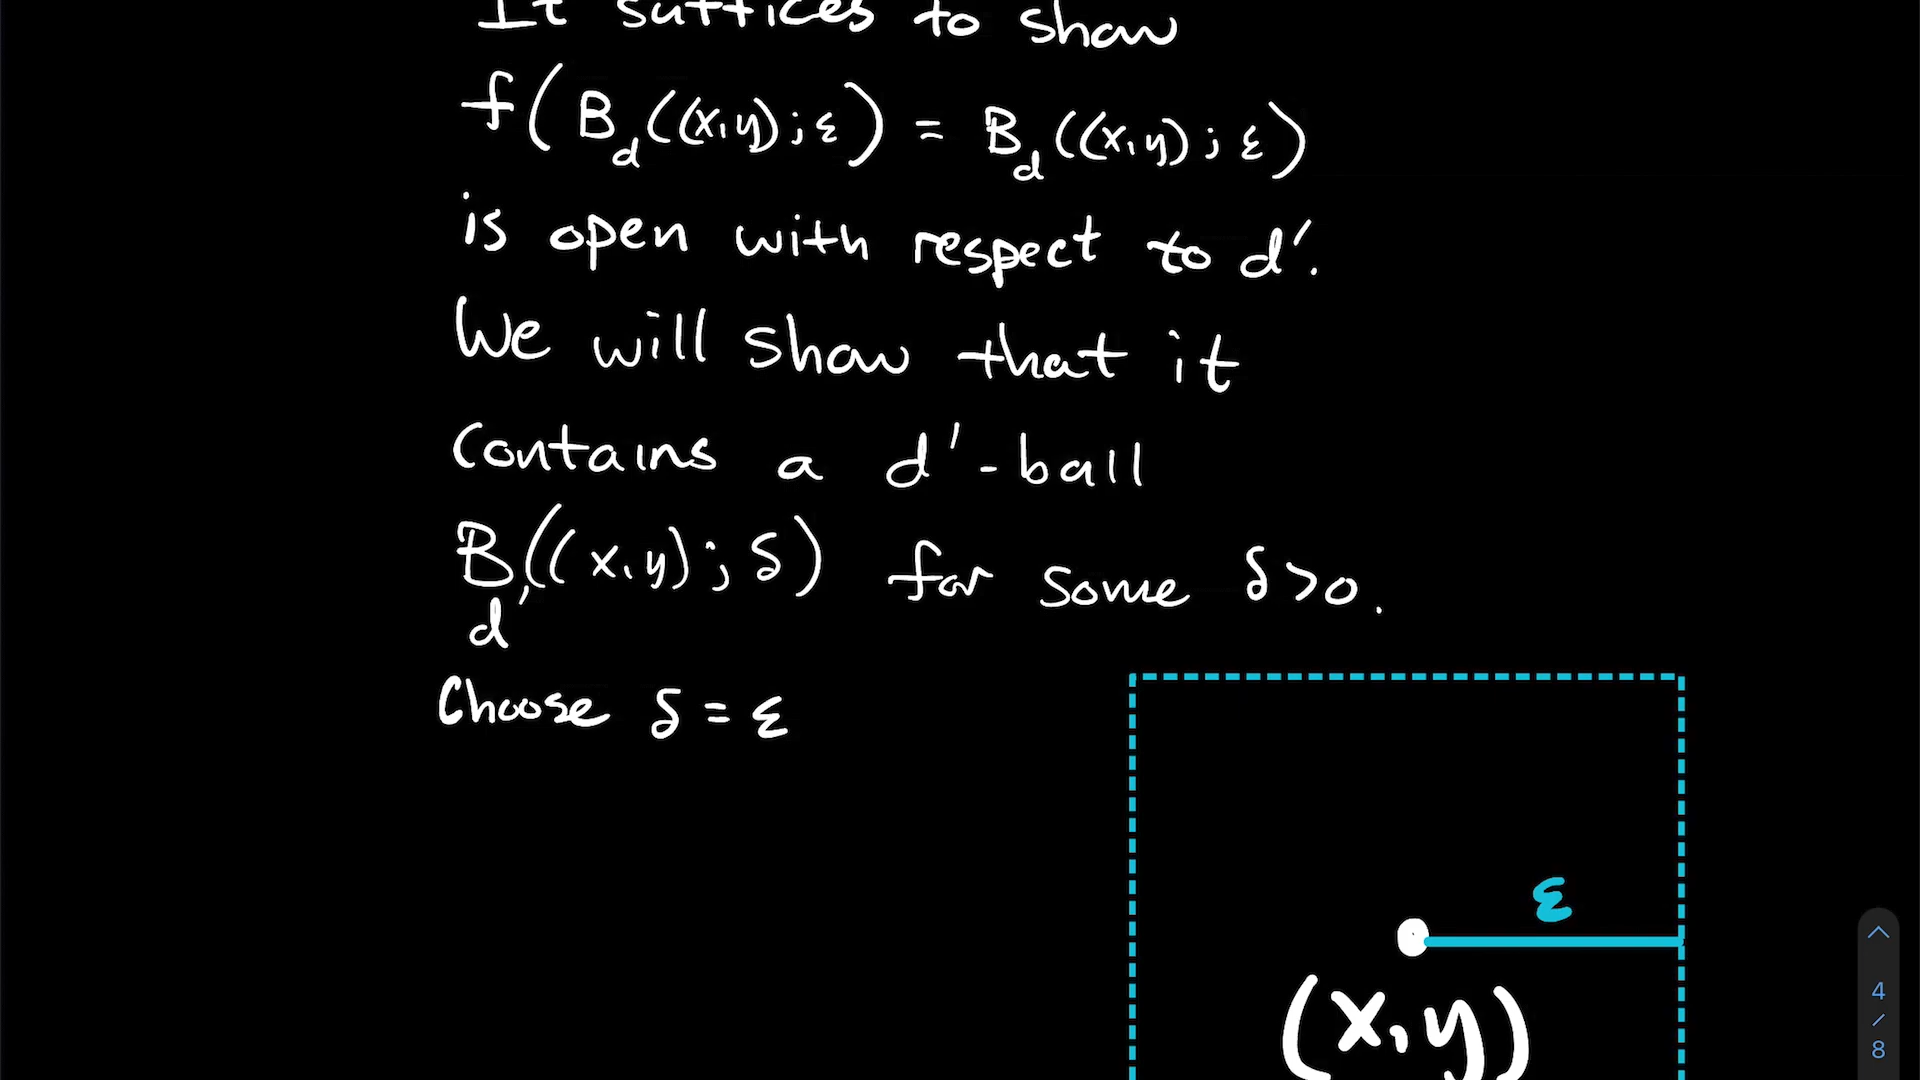 It suffices to show
f(B_d((x,y);ε) = B_d((x,y);ε)
is open with respect to d'.
We will show that it
contains a d'-ball
B_d'((x,y);δ) for some δ>0.
Choose δ=ε
ε
(x,y)
4
/
8